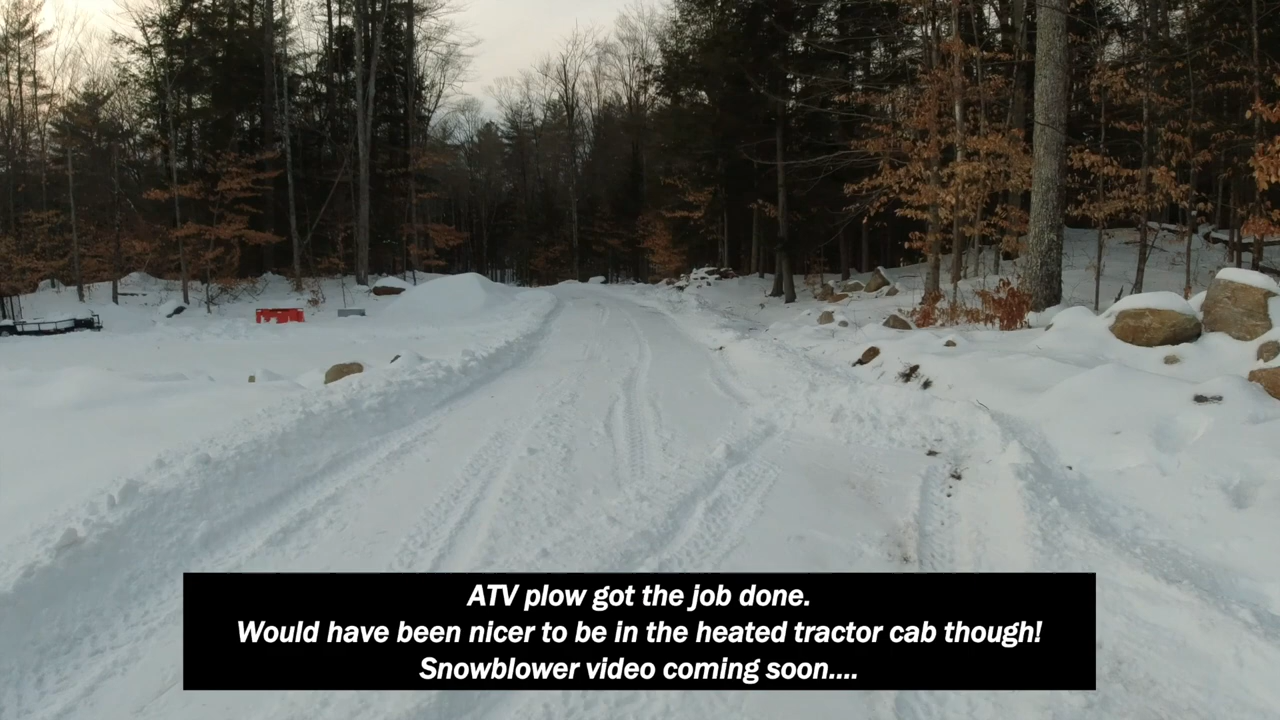 ATV plow got the job done.
Would have been nicer to be in the heated tractor cab though!
Snowblower video coming soon....